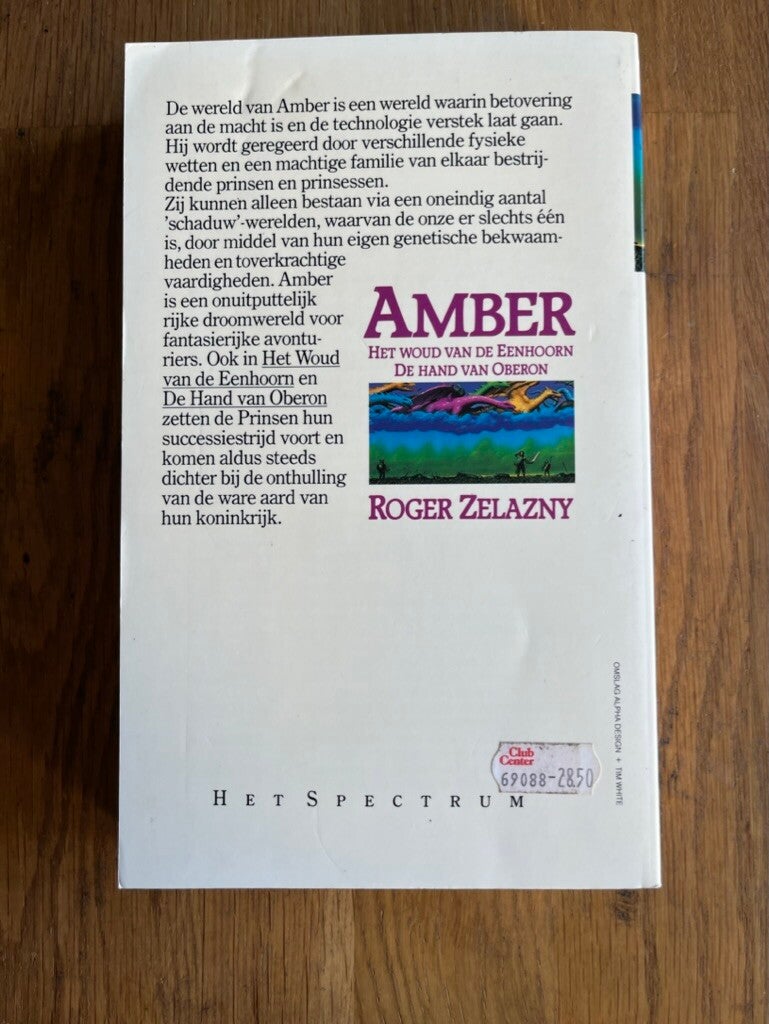 De wereld van Amber is een wereld waarin betovering
aan de macht is en de technologie verstek laat gaan.
Hij wordt geregeerd door verschillende fysieke
wetten en een machtige familie van elkaar bestrij-
dende prinsen en prinsessen.
Zij kunnen alleen bestaan via een oneindig aantal
'schaduw'-werelden, waarvan de onze er slechts één
is, door middel van hun eigen genetische bekwaam-
heden en toverkrachtige
vaardigheden. Amber
is een onuitputtelijk
rijke droomwereld voor
fantasierijke avontu-
riers. Ook in Het Woud
van de Eenhoorn en
De Hand van Oberon
zetten de Prinsen hun
successiestrijd voort en
komen aldus steeds
dichter bij de onthulling
van de ware aard van
hun koninkrijk.
AMBER
HET WOUD VAN DE EENHOORN
DE HAND VAN OBERON
ROGER ZELAZNY
OMSLAG ALPHA DESIGN + TIM WHITE
Club
Center
69088-28.50
HET SPECTRUM